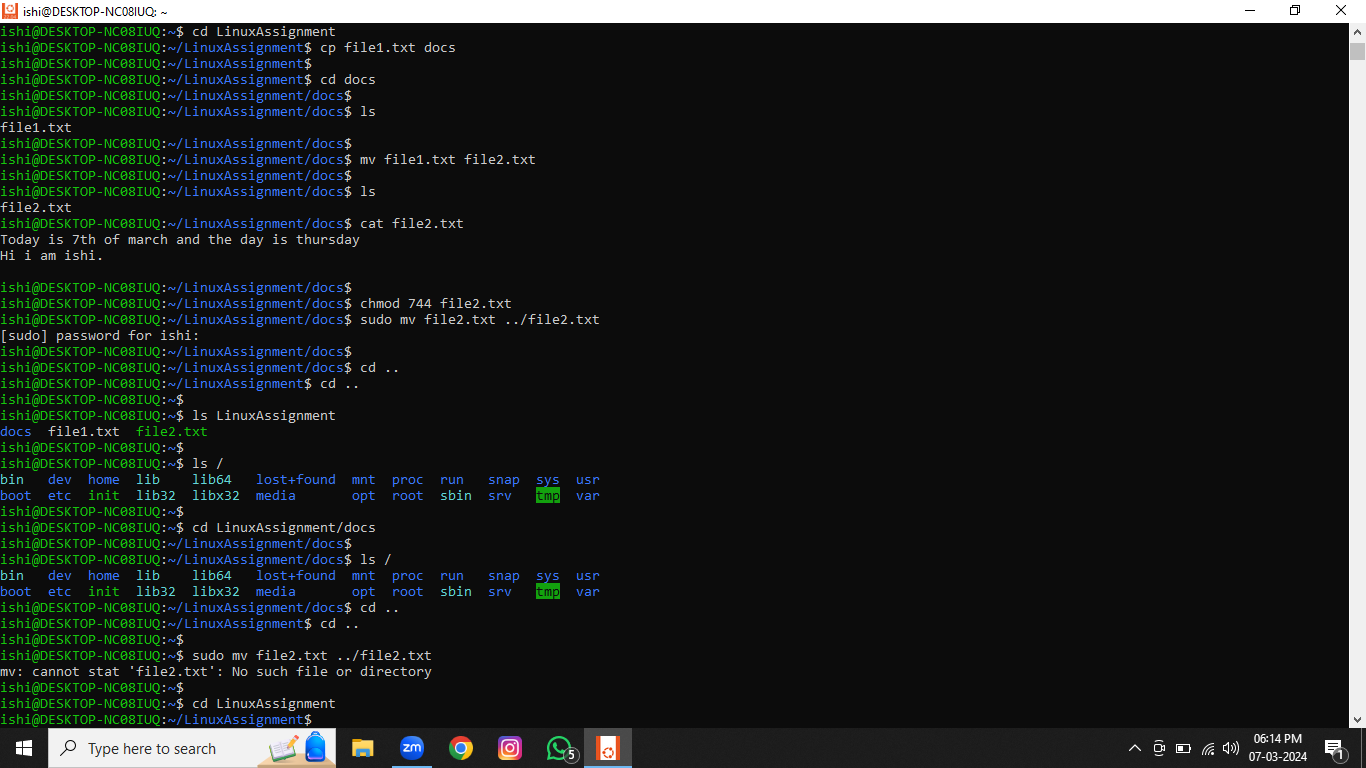 ishi@DESKTOP-NC08IUQ: ~
ishi@DESKTOP-NC08IUQ:~$ cd LinuxAssignment
ishi@DESKTOP-NC08IUQ:~/LinuxAssignment$ cp file1.txt docs
ishi@DESKTOP-NC08IUQ:~/LinuxAssignment$
ishi@DESKTOP-NC08IUQ:~/LinuxAssignment$ cd docs
ishi@DESKTOP-NC08IUQ:~/LinuxAssignment/docs$
ishi@DESKTOP-NC08IUQ:~/LinuxAssignment/docs$ ls
file1.txt
ishi@DESKTOP-NC08IUQ:~/LinuxAssignment/docs$
ishi@DESKTOP-NC08IUQ:~/LinuxAssignment/docs$ mv file1.txt file2.txt
ishi@DESKTOP-NC08IUQ:~/LinuxAssignment/docs$
ishi@DESKTOP-NC08IUQ:~/LinuxAssignment/docs$ ls
file2.txt
ishi@DESKTOP-NC08IUQ:~/LinuxAssignment/docs$ cat file2.txt
Today is 7th of march and the day is thursday
Hi i am ishi.
ishi@DESKTOP-NC08IUQ:~/LinuxAssignment/docs$
ishi@DESKTOP-NC08IUQ:~/LinuxAssignment/docs$ chmod 744 file2.txt
ishi@DESKTOP-NC08IUQ:~/LinuxAssignment/docs$ sudo mv file2.txt ../file2.txt
[sudo] password for ishi:
ishi@DESKTOP-NC08IUQ:~/LinuxAssignment/docs$
ishi@DESKTOP-NC08IUQ:~/LinuxAssignment/docs$ cd ..
ishi@DESKTOP-NC08IUQ:~/LinuxAssignment$ cd ..
ishi@DESKTOP-NC08IUQ:~$
ishi@DESKTOP-NC08IUQ:~$ ls LinuxAssignment
docs file1.txt file2.txt
ishi@DESKTOP-NC08IUQ:~$
ishi@DESKTOP-NC08IUQ:~$ ls /
bin dev home lib lib64 lost+found mnt proc run snap sys usr
boot etc init lib32 libx32 media opt root sbin srv tmp var
ishi@DESKTOP-NC08IUQ:~$
ishi@DESKTOP-NC08IUQ:~$ cd LinuxAssignment/docs
ishi@DESKTOP-NC08IUQ:~/LinuxAssignment/docs$
ishi@DESKTOP-NC08IUQ:~/LinuxAssignment/docs$ ls /
bin dev home lib lib64 lost+found mnt proc run snap sys usr
boot etc init lib32 libx32 media opt root sbin srv tmp var
ishi@DESKTOP-NC08IUQ:~/LinuxAssignment/docs$ cd ..
ishi@DESKTOP-NC08IUQ:~/LinuxAssignment$ cd ..
ishi@DESKTOP-NC08IUQ:~$
ishi@DESKTOP-NC08IUQ:~$ sudo mv file2.txt ../file2.txt
mv: cannot stat 'file2.txt': No such file or directory
ishi@DESKTOP-NC08IUQ:~$
ishi@DESKTOP-NC08IUQ:~$ cd LinuxAssignment
ishi@DESKTOP-NC08IUQ:~/LinuxAssignment$
Type here to search
zm
5
06:14 PM
07-03-2024
1